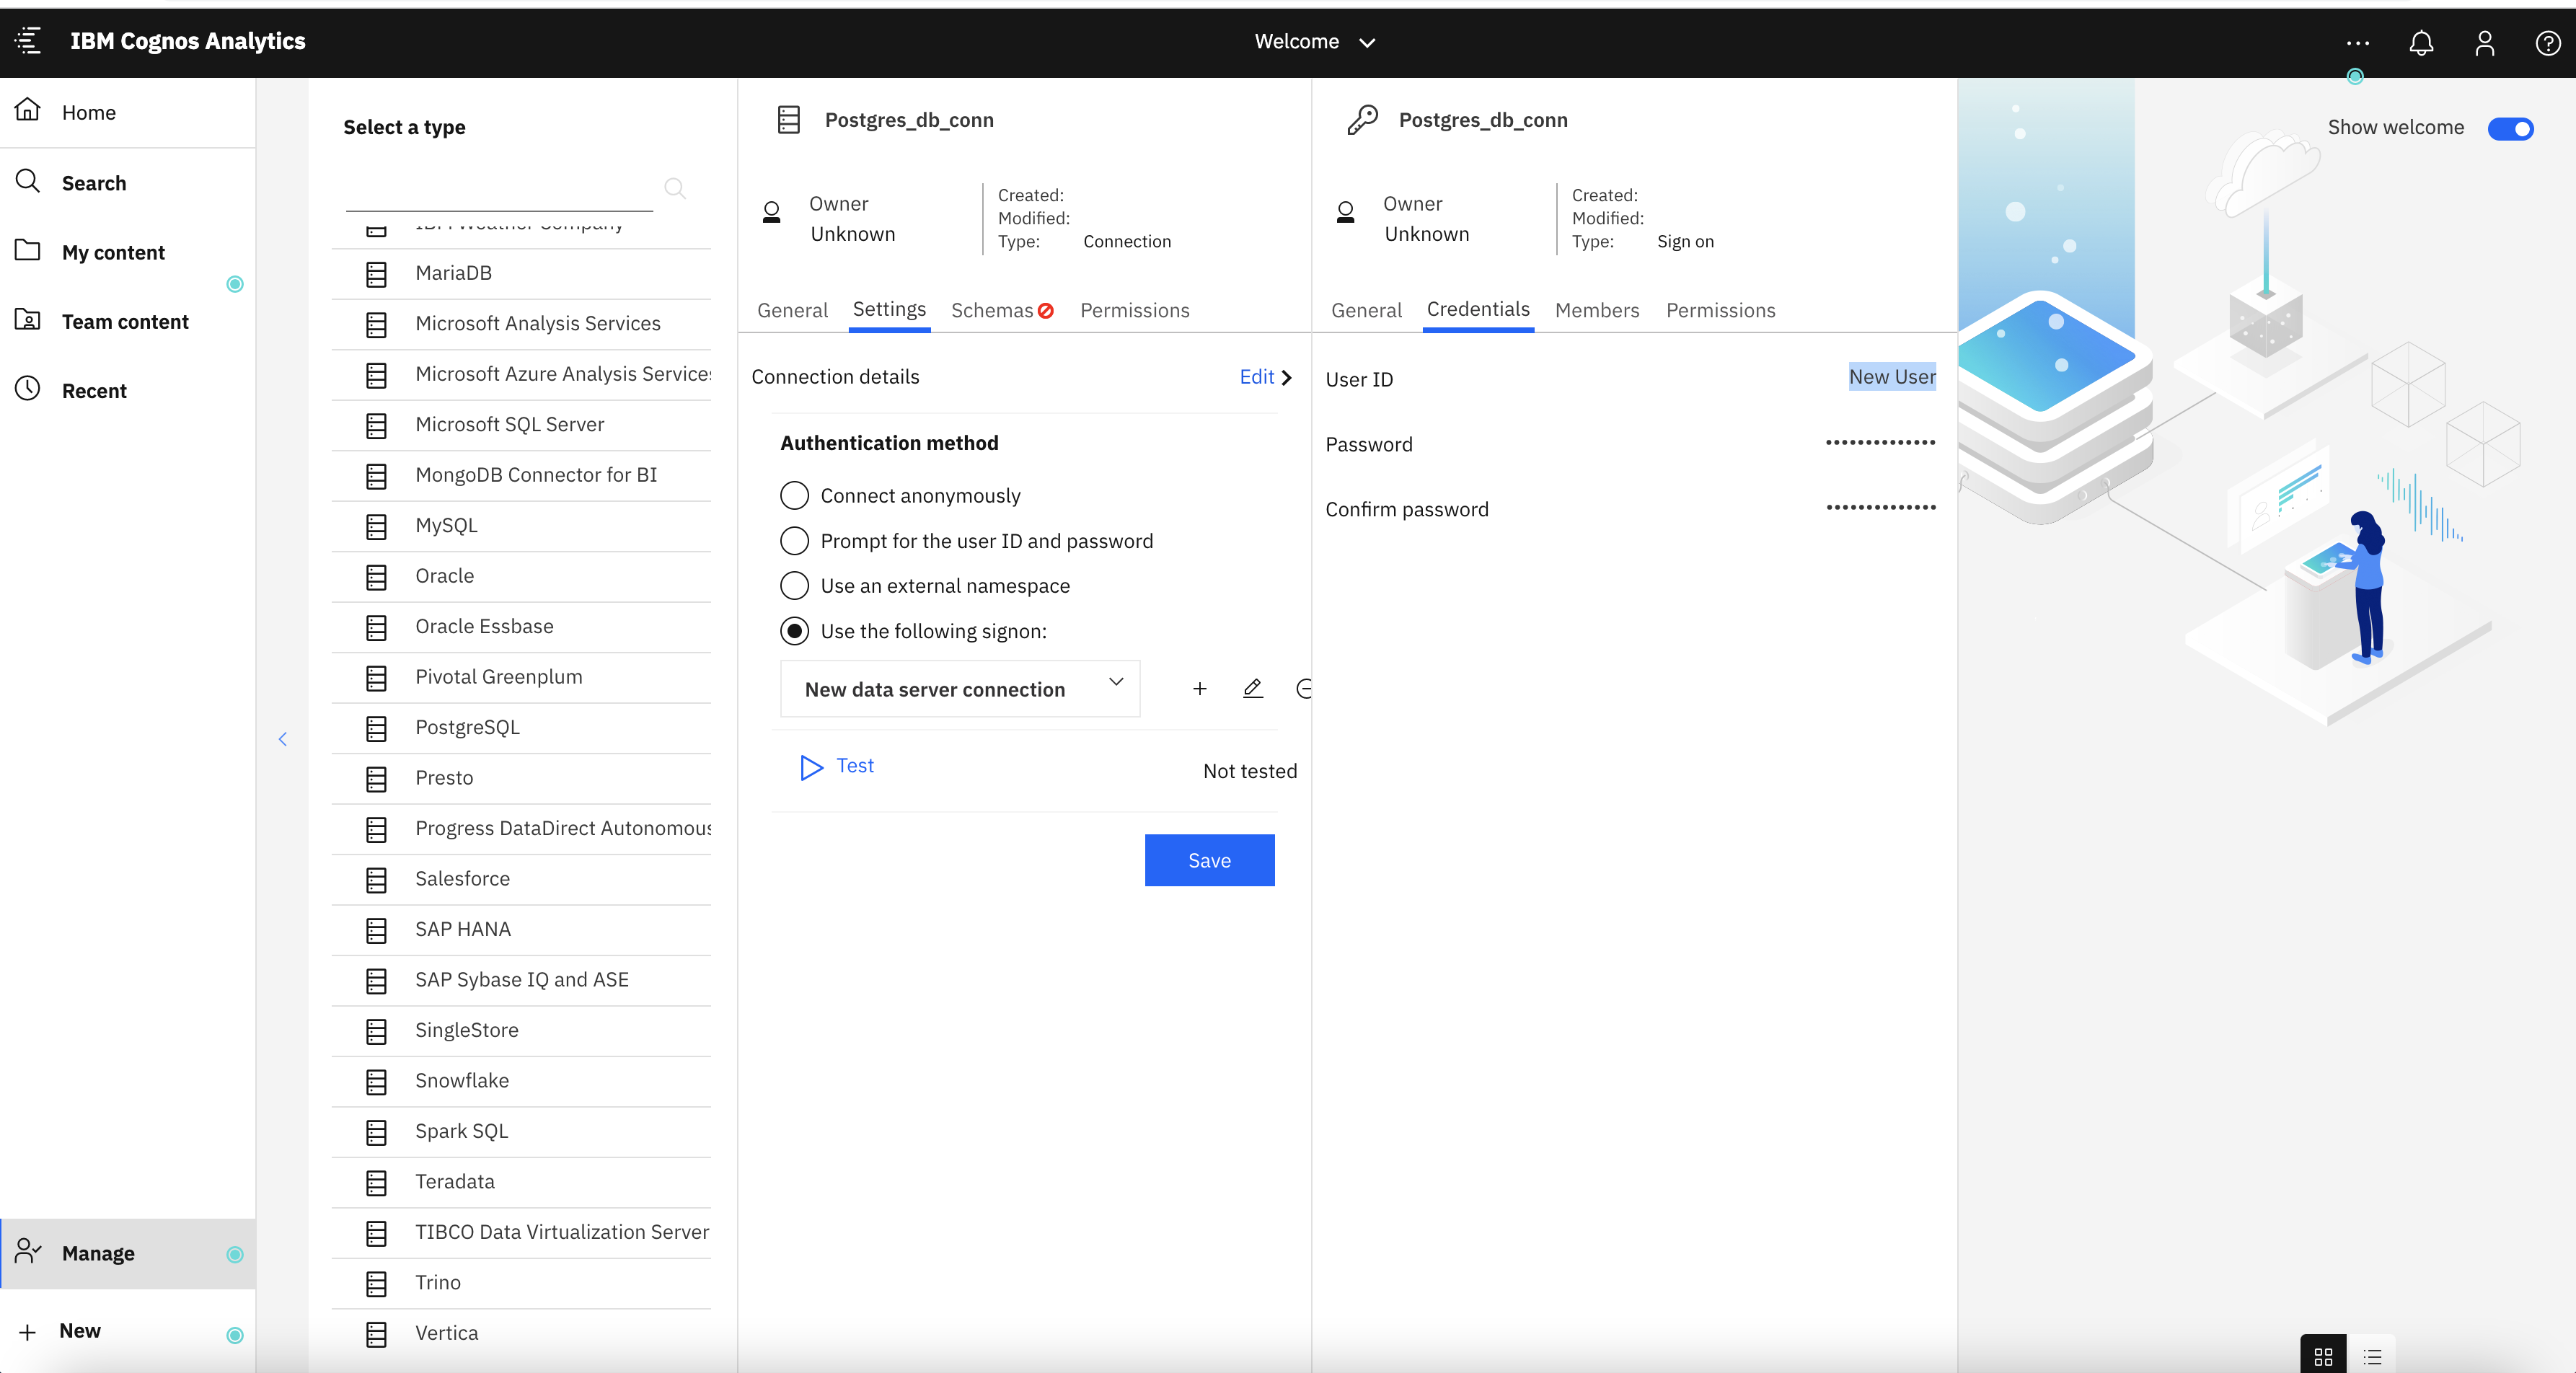 IBM Cognos Analytics
Welcome
Home
Search
My content
Team content
Recent
Manage
New
Select a type
IBM Weather Company
MariaDB
Microsoft Analysis Services
Microsoft Azure Analysis Services
Microsoft SQL Server
MongoDB Connector for BI
MySQL
Oracle
Oracle Essbase
Pivotal Greenplum
PostgreSQL
Presto
Progress DataDirect Autonomous
Salesforce
SAP HANA
SAP Sybase IQ and ASE
SingleStore
Snowflake
Spark SQL
Teradata
TIBCO Data Virtualization Server
Trino
Vertica
Postgres_db_conn
Owner
Unknown
Created:
Modified:
Type: Connection
General Settings Schemas Permissions
Connection details Edit
Authentication method
Connect anonymously
Prompt for the user ID and password
Use an external namespace
Use the following signon:
New data server connection
Test Not tested
Save
Postgres_db_conn
Owner
Unknown
Created:
Modified:
Type: Sign on
General Credentials Members Permissions
User ID New User
Password ••••••••••••••
Confirm password ••••••••••••••
Show welcome